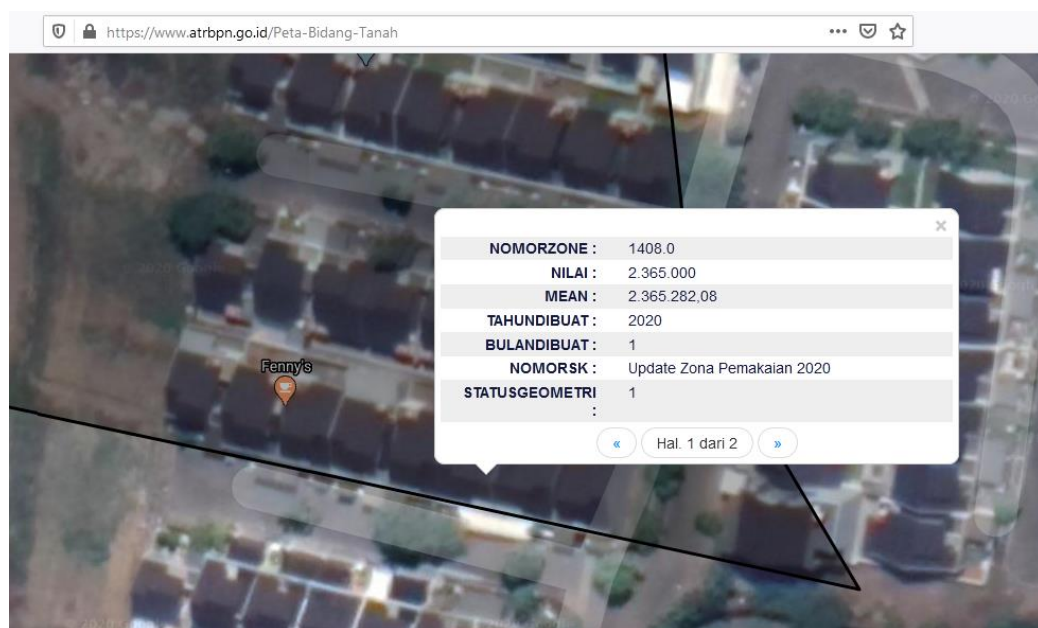 https://www.atrbpn.go.id/Peta-Bidang-Tanah
NOMORZONE : 1408.0
NILAI : 2.365.000
MEAN : 2.365.282,08
TAHUNDIBUAT : 2020
BULANDIBUAT : 1
NOMORSK : Update Zona Pemakaian 2020
STATUSGEOMETRI : 1
Fenny's
« Hal. 1 dari 2 »